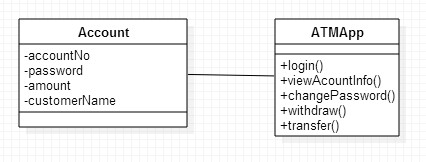 Account
-accountNo
-password
-amount
-customerName
ATMApp
+login()
+viewAcountInfo()
+changePassword()
+withdraw()
+transfer()